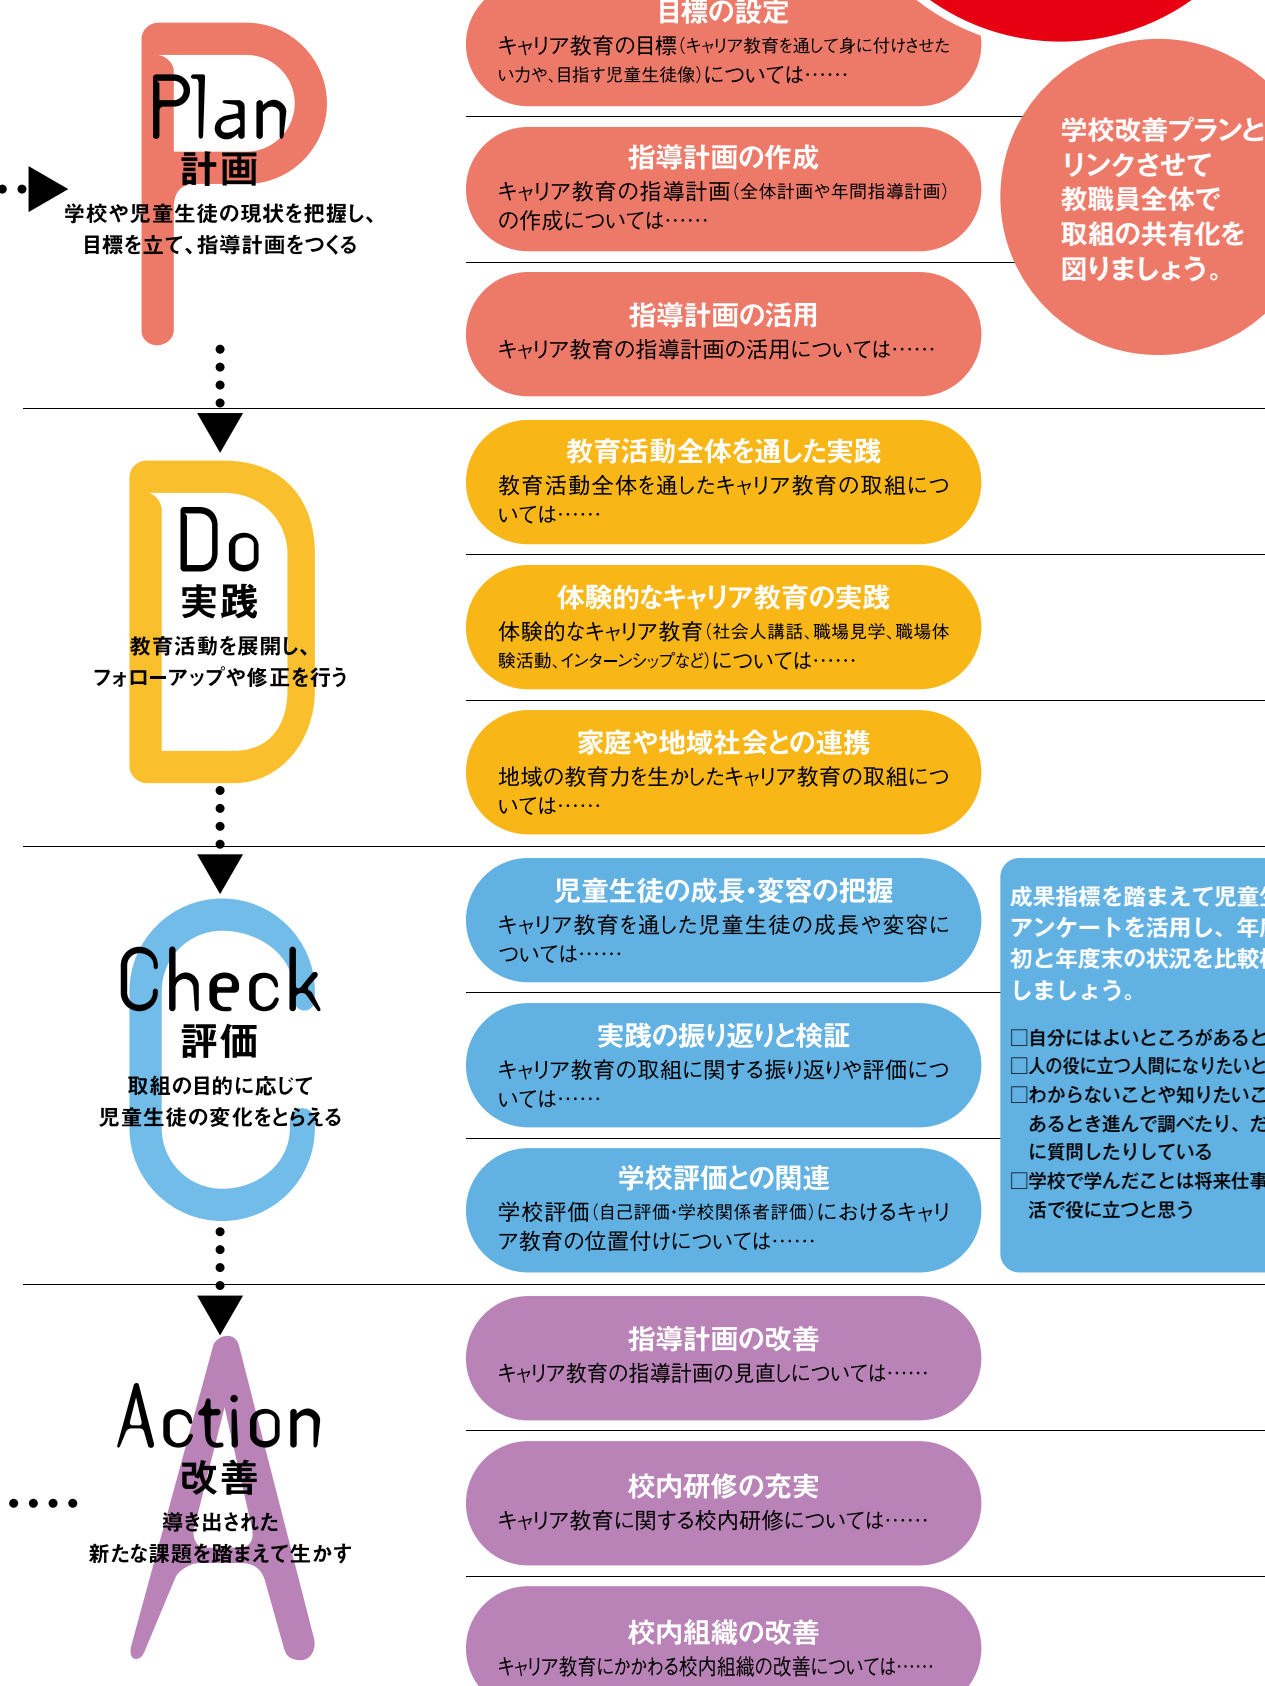 Plan
計画
学校や児童生徒の現状を把握し、
目標を立て、指導計画をつくる
目標の設定
キャリア教育の目標(キャリア教育を通して身に付けさせた
い力や、目指す児童生徒像)については……
指導計画の作成
キャリア教育の指導計画(全体計画や年間指導計画)
の作成については……
指導計画の活用
キャリア教育の指導計画の活用については……
学校改善プランと
リンクさせて
教職員全体で
取組の共有化を
図りましょう。
Do
実践
教育活動を展開し、
フォローアップや修正を行う
教育活動全体を通した実践
教育活動全体を通したキャリア教育の取組につ
いては……
体験的なキャリア教育の実践
体験的なキャリア教育(社会人講話、職場見学、職場体
験活動、インターンシップなど)については……
家庭や地域社会との連携
地域の教育力を生かしたキャリア教育の取組につ
いては……
Check
評価
取組の目的に応じて
児童生徒の変化をとらえる
児童生徒の成長・変容の把握
キャリア教育を通した児童生徒の成長や変容に
ついては……
実践の振り返りと検証
キャリア教育の取組に関する振り返りや評価につ
いては……
学校評価との関連
学校評価(自己評価・学校関係者評価)におけるキャリ
ア教育の位置付けについては……
成果指標を踏まえて児童
アンケートを活用し、年
初と年度末の状況を比較
しましょう。
□自分にはよいところがあると
□人の役に立つ人間になりたいと
□わからないことや知りたいこ
あるとき進んで調べたり、だ
に質問したりしている
□学校で学んだことは将来仕事
活で役に立つと思う
Action
改善
導き出された
新たな課題を踏まえて生かす
指導計画の改善
キャリア教育の指導計画の見直しについては……
校内研修の充実
キャリア教育に関する校内研修については……
校内組織の改善
キャリア教育にかかわる校内組織の改善については……